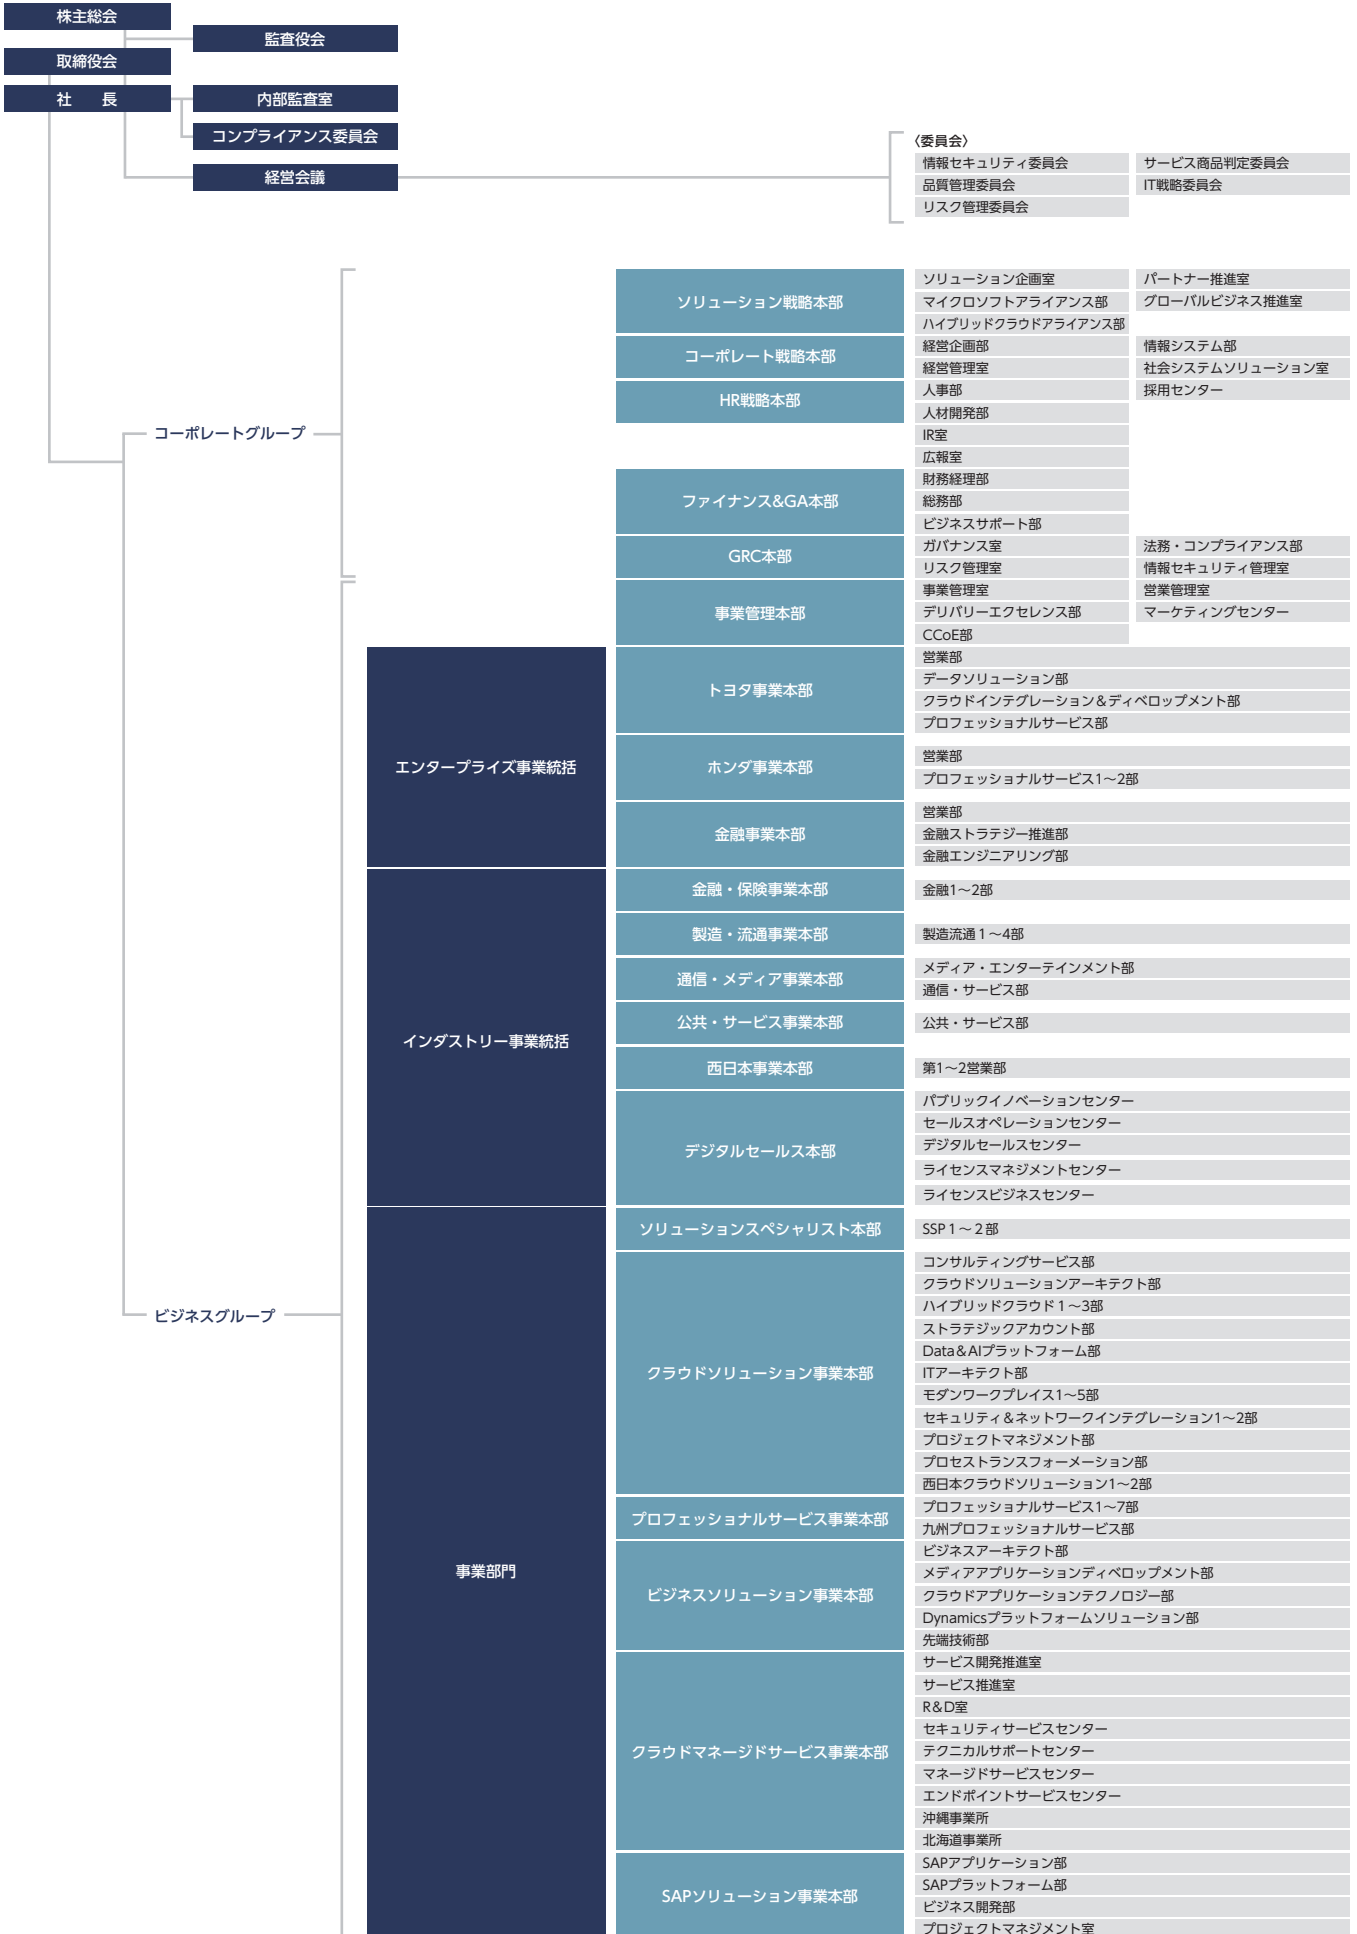 株主総会
監査役会
取締役会
社　　長
内部監査室
コンプライアンス委員会
経営会議
〈委員会〉
情報セキュリティ委員会
サービス商品判定委員会
品質管理委員会
IT戦略委員会
リスク管理委員会
コーポレートグループ
ソリューション戦略本部
ソリューション企画室
パートナー推進室
マイクロソフトアライアンス部
グローバルビジネス推進室
ハイブリッドクラウドアライアンス部
コーポレート戦略本部
経営企画部
情報システム部
経営管理室
社会システムソリューション室
HR戦略本部
人事部
採用センター
人材開発部
IR室
広報室
ファイナンス&GA本部
財務経理部
総務部
ビジネスサポート部
GRC本部
ガバナンス室
法務・コンプライアンス部
リスク管理室
情報セキュリティ管理室
ビジネスグループ
事業管理本部
事業管理室
営業管理室
デリバリーエクセレンス部
マーケティングセンター
CCoE部
エンタープライズ事業統括
トヨタ事業本部
営業部
データソリューション部
クラウドインテグレーション＆ディベロップメント部
プロフェッショナルサービス部
ホンダ事業本部
営業部
プロフェッショナルサービス1～2部
金融事業本部
営業部
金融ストラテジー推進部
金融エンジニアリング部
インダストリー事業統括
金融・保険事業本部
金融1～2部
製造・流通事業本部
製造流通１～4部
通信・メディア事業本部
メディア・エンターテインメント部
通信・サービス部
公共・サービス事業本部
公共・サービス部
西日本事業本部
第1～2営業部
デジタルセールス本部
パブリックイノベーションセンター
セールスオペレーションセンター
デジタルセールスセンター
ライセンスマネジメントセンター
ライセンスビジネスセンター
事業部門
ソリューションスペシャリスト本部
SSP１～２部
クラウドソリューション事業本部
コンサルティングサービス部
クラウドソリューションアーキテクト部
ハイブリッドクラウド１～3部
ストラテジックアカウント部
Data＆AIプラットフォーム部
ITアーキテクト部
モダンワークプレイス1～5部
セキュリティ＆ネットワークインテグレーション1～2部
プロジェクトマネジメント部
プロセストランスフォーメーション部
西日本クラウドソリューション1～2部
プロフェッショナルサービス事業本部
プロフェッショナルサービス1～7部
九州プロフェッショナルサービス部
ビジネスソリューション事業本部
ビジネスアーキテクト部
メディアアプリケーションディベロップメント部
クラウドアプリケーションテクノロジー部
Dynamicsプラットフォームソリューション部
先端技術部
クラウドマネージドサービス事業本部
サービス開発推進室
サービス推進室
R＆D室
セキュリティサービスセンター
テクニカルサポートセンター
マネージドサービスセンター
エンドポイントサービスセンター
沖縄事業所
北海道事業所
SAPソリューション事業本部
SAPアプリケーション部
SAPプラットフォーム部
ビジネス開発部
プロジェクトマネジメント室